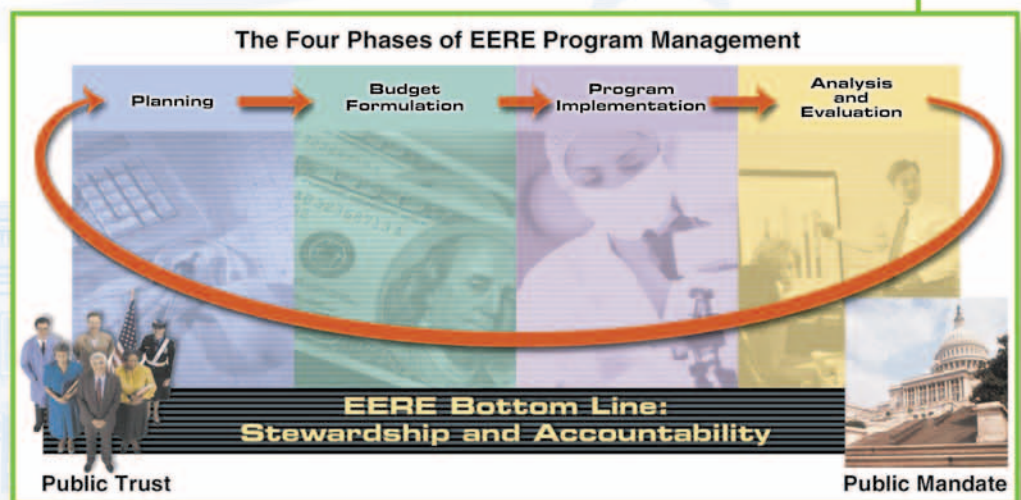 The Four Phases of EERE Program Management
Planning
Budget
Formulation
Program
Implementation
Analysis
and
Evaluation
EERE Bottom Line:
Stewardship and Accountability
Public Trust
Public Mandate